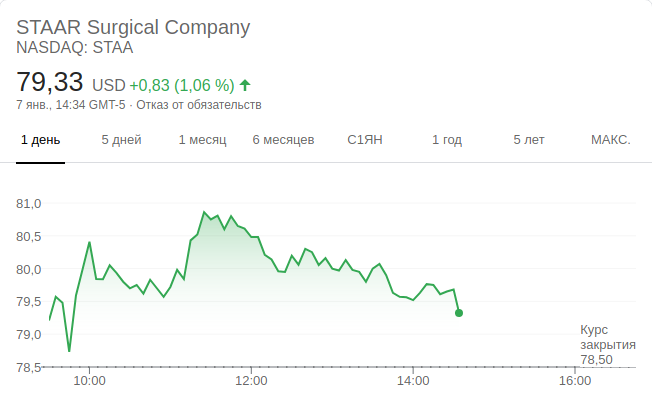 STAAR Surgical Company
NASDAQ: STAA
79,33 USD +0,83 (1,06 %)
7 янв., 14:34 GMT-5 · Отказ от обязательств
1 день 5 дней 1 месяц 6 месяцев С1ЯН 1 год 5 лет МАКС.
81,0
80,5
80,0
79,5
79,0
78,5
Курс
закрытия
78,50
10:00 12:00 14:00 16:00